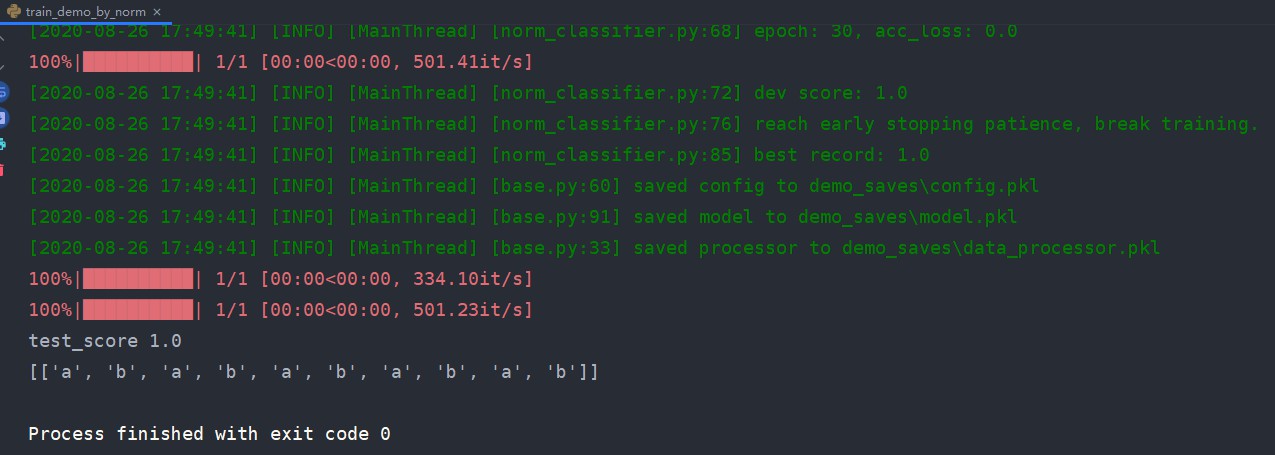 train_demo_by_norm ×
[2020-08-26 17:49:41] [INFO] [MainThread] [norm_classifier.py:68] epoch: 30, acc_loss: 0.0
100%|██████████| 1/1 [00:00<00:00, 501.41it/s]
[2020-08-26 17:49:41] [INFO] [MainThread] [norm_classifier.py:72] dev score: 1.0
[2020-08-26 17:49:41] [INFO] [MainThread] [norm_classifier.py:76] reach early stopping patience, break training.
[2020-08-26 17:49:41] [INFO] [MainThread] [norm_classifier.py:85] best record: 1.0
[2020-08-26 17:49:41] [INFO] [MainThread] [base.py:60] saved config to demo_saves\config.pkl
[2020-08-26 17:49:41] [INFO] [MainThread] [base.py:91] saved model to demo_saves\model.pkl
[2020-08-26 17:49:41] [INFO] [MainThread] [base.py:33] saved processor to demo_saves\data_processor.pkl
100%|██████████| 1/1 [00:00<00:00, 334.10it/s]
100%|██████████| 1/1 [00:00<00:00, 501.23it/s]
test_score 1.0
[['a', 'b', 'a', 'b', 'a', 'b', 'a', 'b', 'a', 'b']]
Process finished with exit code 0